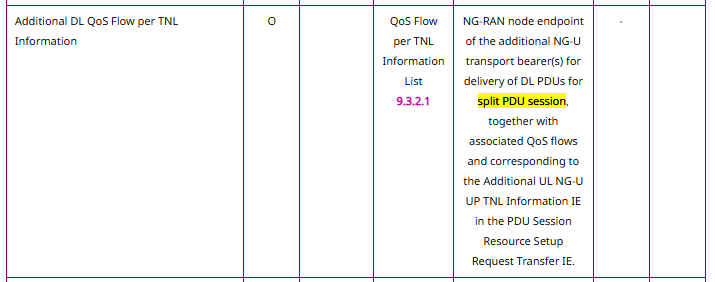 Additional DL QoS Flow per TNL
Information
O
QoS Flow
per TNL
Information
List
9.3.2.1
NG-RAN node endpoint
of the additional NG-U
transport bearer(s) for
delivery of DL PDUs for
split PDU session,
together with
associated QoS flows
and corresponding to
the Additional UL NG-U
UP TNL Information IE
in the PDU Session
Resource Setup
Request Transfer IE.
-